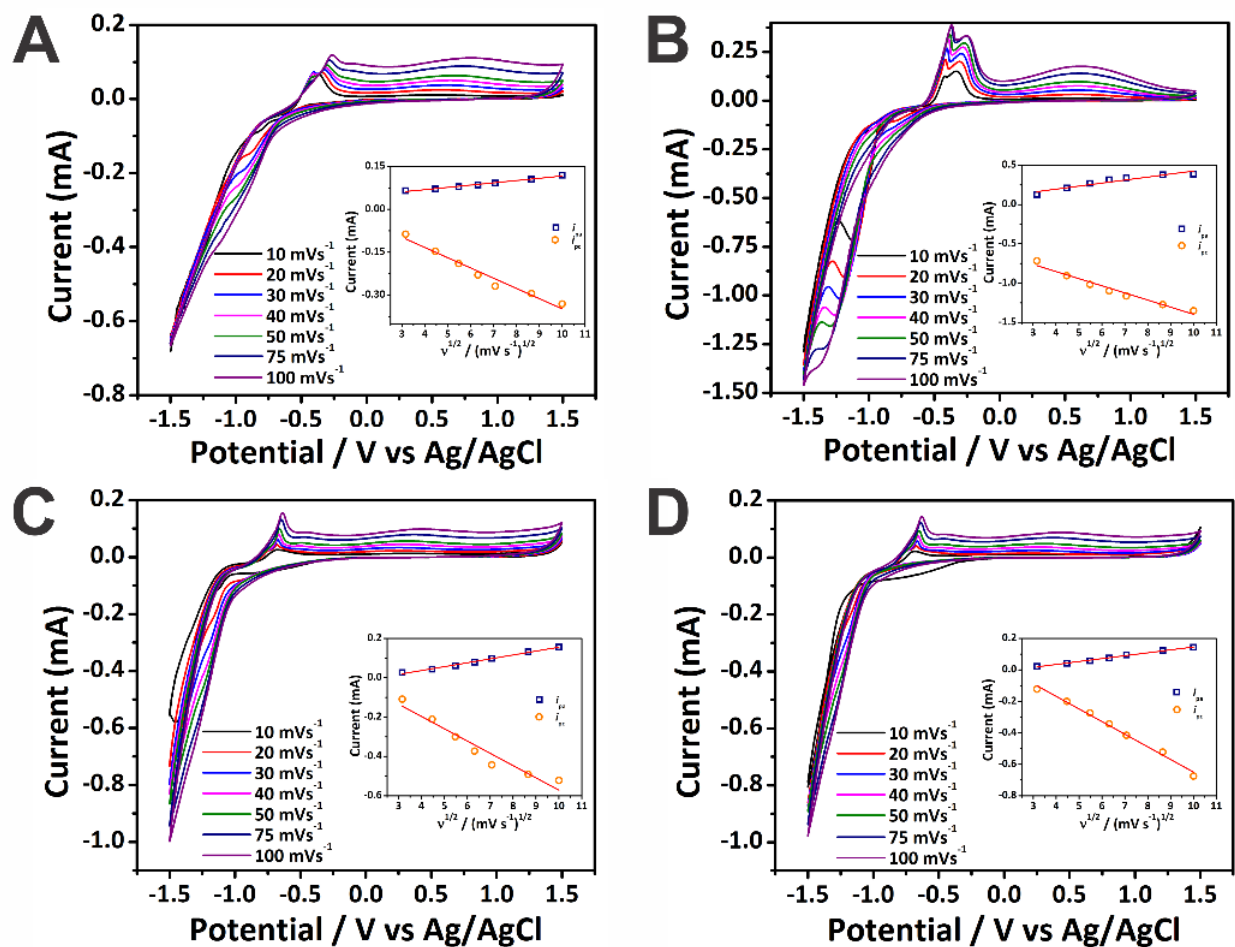 A
0.2
0.0
-0.2
-0.4
-0.6
-0.8
Current (mA)
-1.5 -1.0 -0.5 0.0 0.5 1.0 1.5
Potential / V vs Ag/AgCl
10 mVs-1
20 mVs-1
30 mVs-1
40 mVs-1
50 mVs-1
75 mVs-1
100 mVs-1
0.15
0.00
-0.15
-0.30
Current (mA)
ipa
ipc
3 4 5 6 7 8 9 10 11
ν1/2 / (mV s-1)1/2
B
0.25
0.00
-0.25
-0.50
-0.75
-1.00
-1.25
-1.50
Current (mA)
-1.5 -1.0 -0.5 0.0 0.5 1.0 1.5
Potential / V vs Ag/AgCl
10 mVs-1
20 mVs-1
30 mVs-1
40 mVs-1
50 mVs-1
75 mVs-1
100 mVs-1
0.5
0.0
-0.5
-1.0
-1.5
Current (mA)
ipa
ipc
3 4 5 6 7 8 9 10 11
ν1/2 / (mV s-1)1/2
C
0.2
0.0
-0.2
-0.4
-0.6
-0.8
-1.0
Current (mA)
-1.5 -1.0 -0.5 0.0 0.5 1.0 1.5
Potential / V vs Ag/AgCl
10 mVs-1
20 mVs-1
30 mVs-1
40 mVs-1
50 mVs-1
75 mVs-1
100 mVs-1
0.2
0.0
-0.2
-0.4
-0.6
Current (mA)
ipa
ipc
3 4 5 6 7 8 9 10 11
ν1/2 / (mV s-1)1/2
D
0.2
0.0
-0.2
-0.4
-0.6
-0.8
-1.0
Current (mA)
-1.5 -1.0 -0.5 0.0 0.5 1.0 1.5
Potential / V vs Ag/AgCl
10 mVs-1
20 mVs-1
30 mVs-1
40 mVs-1
50 mVs-1
75 mVs-1
100 mVs-1
0.2
0.0
-0.2
-0.4
-0.6
-0.8
Current (mA)
ipa
ipc
3 4 5 6 7 8 9 10 11
ν1/2 / (mV s-1)1/2